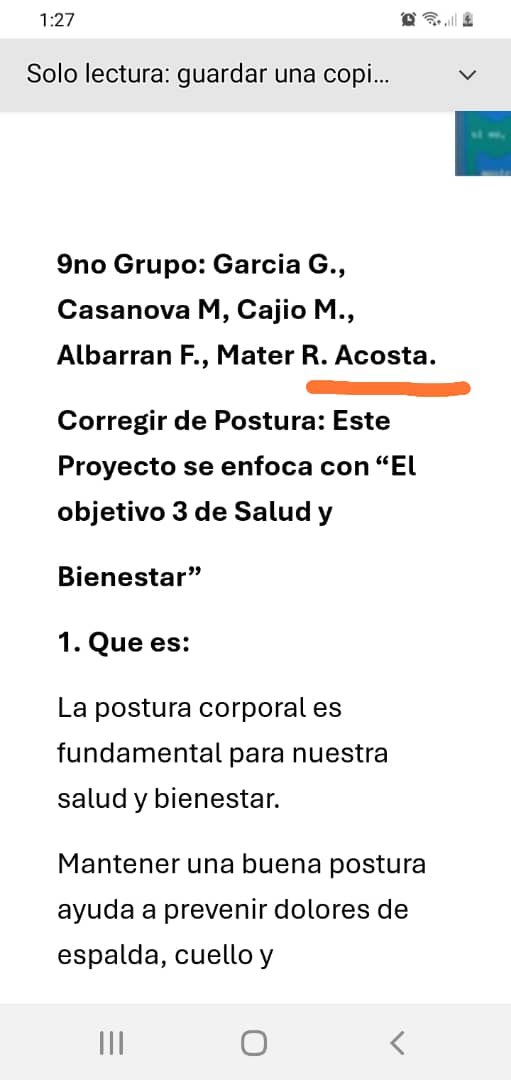 1:27
Solo lectura: guardar una copi...
9no Grupo: Garcia G.,
Casanova M, Cajio M.,
Albarran F., Mater R. Acosta.
Corregir de Postura: Este
Proyecto se enfoca con “El
objetivo 3 de Salud y
Bienestar”
1. Que es:
La postura corporal es
fundamental para nuestra
salud y bienestar.
Mantener una buena postura
ayuda a prevenir dolores de
espalda, cuello y